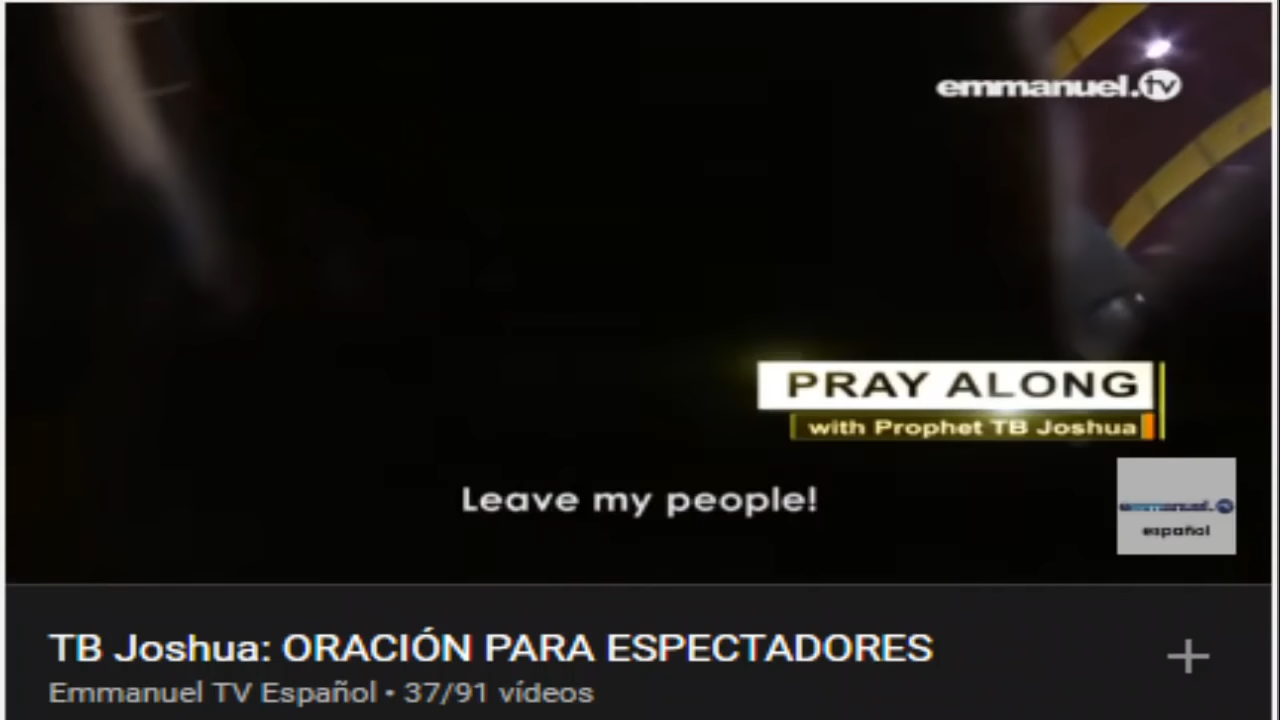 emmanuel.tv
PRAY ALONG
with Prophet TB Joshua
Leave my people!
emmanuel.tv
español
TB Joshua: ORACIÓN PARA ESPECTADORES
Emmanuel TV Español • 37/91 vídeos